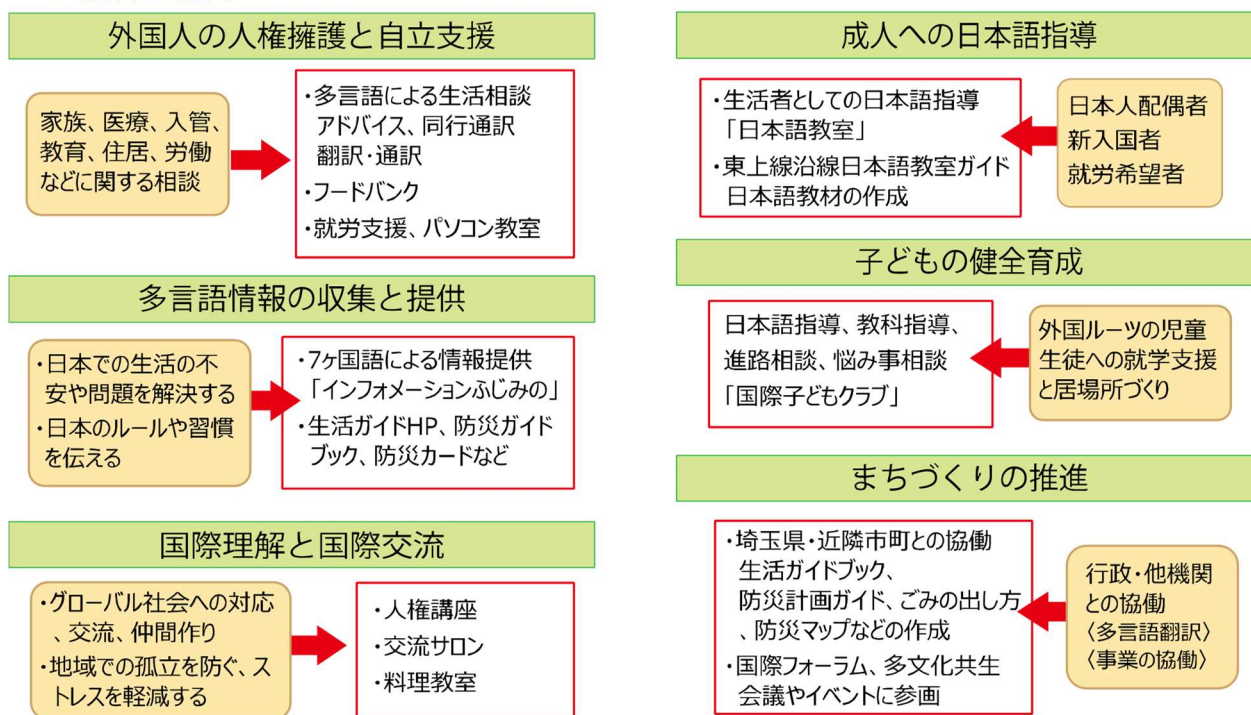 外国人の人権擁護と自立支援
家族、医療、入管、
教育、住居、労働
などに関する相談
・多言語による生活相談
アドバイス、同行通訳
翻訳・通訳
・フードバンク
・就労支援、パソコン教室
多言語情報の収集と提供
・日本での生活の不
安や問題を解決する
・日本のルールや習慣
を伝える
・7ヶ国語による情報提供
「インフォメーションふじみの」
・生活ガイドHP、防災ガイド
ブック、防災カードなど
国際理解と国際交流
・グローバル社会への対応
、交流、仲間作り
・地域での孤立を防ぐ、ス
トレスを軽減する
・人権講座
・交流サロン
・料理教室
成人への日本語指導
・生活者としての日本語指導
「日本語教室」
・東上線沿線日本語教室ガイド
日本語教材の作成
日本人配偶者
新入国者
就労希望者
子どもの健全育成
日本語指導、教科指導、
進路相談、悩み事相談
「国際子どもクラブ」
外国ルーツの児童
生徒への就学支援
と居場所づくり
まちづくりの推進
・埼玉県・近隣市町との協働
生活ガイドブック、
防災計画ガイド、ごみの出し方
、防災マップなどの作成
・国際フォーラム、多文化共生
会議やイベントに参画
行政・他機関
との協働
〈多言語翻訳〉
〈事業の協働〉